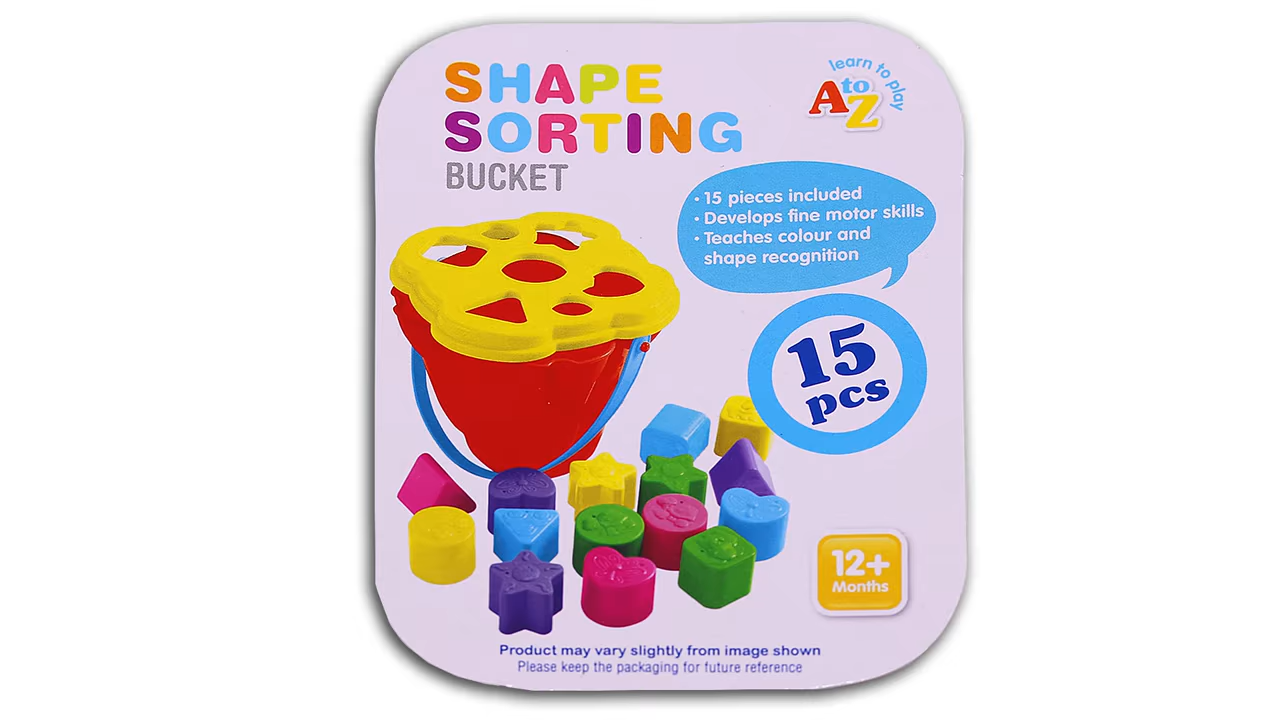 SHAPE
SORTING
BUCKET
learn to play
A to Z
• 15 pieces included
• Develops fine motor skills
• Teaches colour and
shape recognition
15
pcs
12+
Months
Product may vary slightly from image shown
Please keep the packaging for future reference